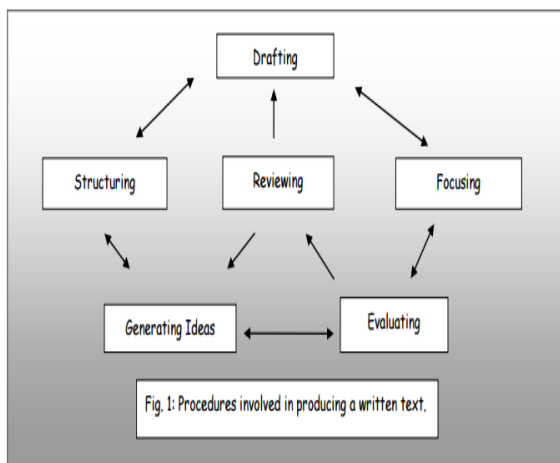 Drafting
Structuring
Reviewing
Focusing
Generating Ideas
Evaluating
Fig. 1: Procedures involved in producing a written text.